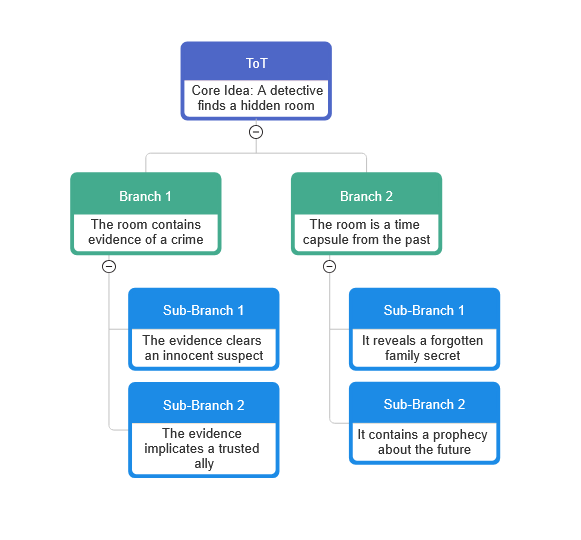 ToT
Core Idea: A detective
finds a hidden room
Branch 1
The room contains
evidence of a crime
Sub-Branch 1
The evidence clears
an innocent suspect
Sub-Branch 2
The evidence
implicates a trusted
ally
Branch 2
The room is a time
capsule from the past
Sub-Branch 1
It reveals a forgotten
family secret
Sub-Branch 2
It contains a prophecy
about the future